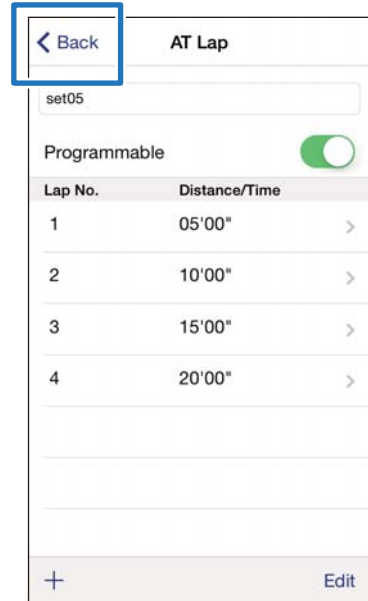 Back AT Lap
set05
Programmable
Lap No. Distance/Time
1 05'00"
2 10'00"
3 15'00"
4 20'00"
+ Edit